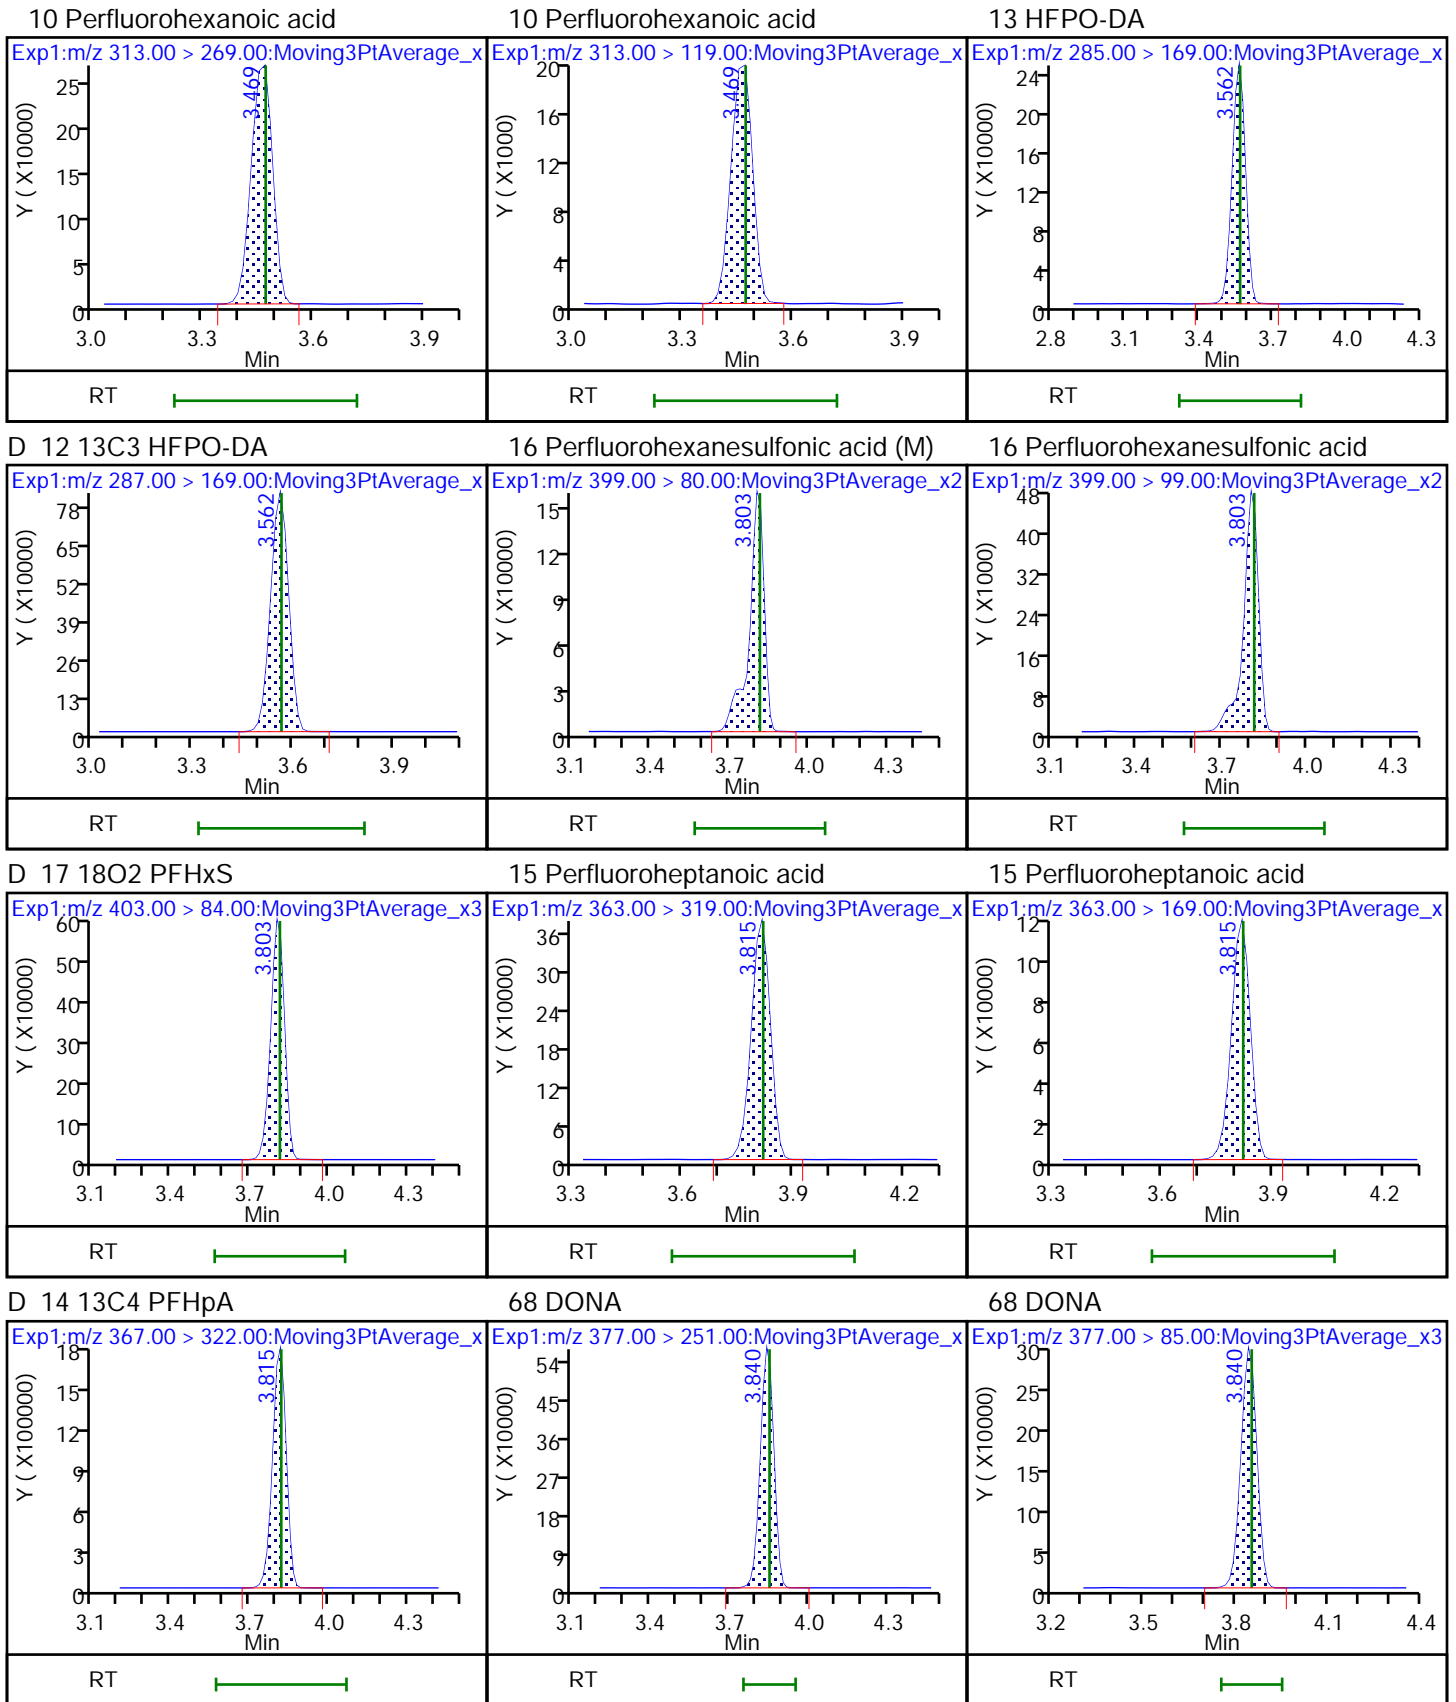 10 Perfluorohexanoic acid
Exp1:m/z 313.00 > 269.00:Moving3PtAverage_x
3.469
Y ( X10000)
25
20
15
10
5
0
3.0 3.3 3.6 3.9
Min
RT
10 Perfluorohexanoic acid
Exp1:m/z 313.00 > 119.00:Moving3PtAverage_x
3.469
Y ( X1000)
20
16
12
8
4
0
3.0 3.3 3.6 3.9
Min
RT
13 HFPO-DA
Exp1:m/z 285.00 > 169.00:Moving3PtAverage_x
3.562
Y ( X10000)
24
20
16
12
8
4
0
2.8 3.1 3.4 3.7 4.0 4.3
Min
RT
D 12 13C3 HFPO-DA
Exp1:m/z 287.00 > 169.00:Moving3PtAverage_x
3.562
Y ( X10000)
78
65
52
39
26
13
0
3.0 3.3 3.6 3.9
Min
RT
16 Perfluorohexanesulfonic acid (M)
Exp1:m/z 399.00 > 80.00:Moving3PtAverage_x2
3.803
Y ( X10000)
15
12
9
6
3
0
3.1 3.4 3.7 4.0 4.3
Min
RT
16 Perfluorohexanesulfonic acid
Exp1:m/z 399.00 > 99.00:Moving3PtAverage_x2
3.803
Y ( X1000)
48
40
32
24
16
8
0
3.1 3.4 3.7 4.0 4.3
Min
RT
D 17 18O2 PFHxS
Exp1:m/z 403.00 > 84.00:Moving3PtAverage_x3
3.803
Y ( X10000)
60
50
40
30
20
10
0
3.1 3.4 3.7 4.0 4.3
Min
RT
15 Perfluoroheptanoic acid
Exp1:m/z 363.00 > 319.00:Moving3PtAverage_x
3.815
Y ( X10000)
36
30
24
18
12
6
0
3.3 3.6 3.9 4.2
Min
RT
15 Perfluoroheptanoic acid
Exp1:m/z 363.00 > 169.00:Moving3PtAverage_x
3.815
Y ( X10000)
12
10
8
6
4
2
0
3.3 3.6 3.9 4.2
Min
RT
D 14 13C4 PFHpA
Exp1:m/z 367.00 > 322.00:Moving3PtAverage_x
3.815
Y ( X100000)
18
15
12
9
6
3
0
3.1 3.4 3.7 4.0 4.3
Min
RT
68 DONA
Exp1:m/z 377.00 > 251.00:Moving3PtAverage_x
3.840
Y ( X10000)
54
45
36
27
18
9
0
3.1 3.4 3.7 4.0 4.3
Min
RT
68 DONA
Exp1:m/z 377.00 > 85.00:Moving3PtAverage_x3
3.840
Y ( X10000)
30
25
20
15
10
5
0
3.2 3.5 3.8 4.1 4.4
Min
RT